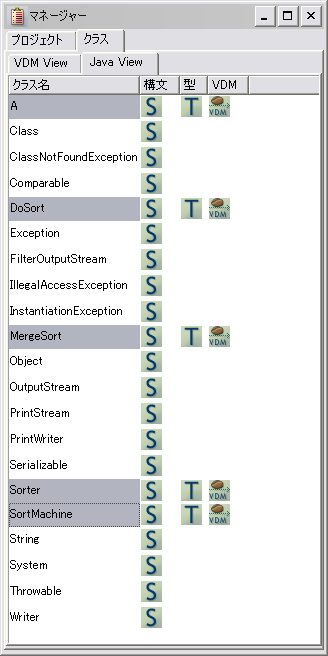 マネージャー
プロジェクト クラス
VDM View Java View
クラス名 構文 型 VDM
A S T VDM
Class S
ClassNotFoundException S
Comparable S
DoSort S T VDM
Exception S
FilterOutputStream S
IllegalAccessException S
InstantiationException S
MergeSort S T VDM
Object S
OutputStream S
PrintStream S
PrintWriter S
Serializable S
Sorter S T VDM
SortMachine S T VDM
String S
System S
Throwable S
Writer S